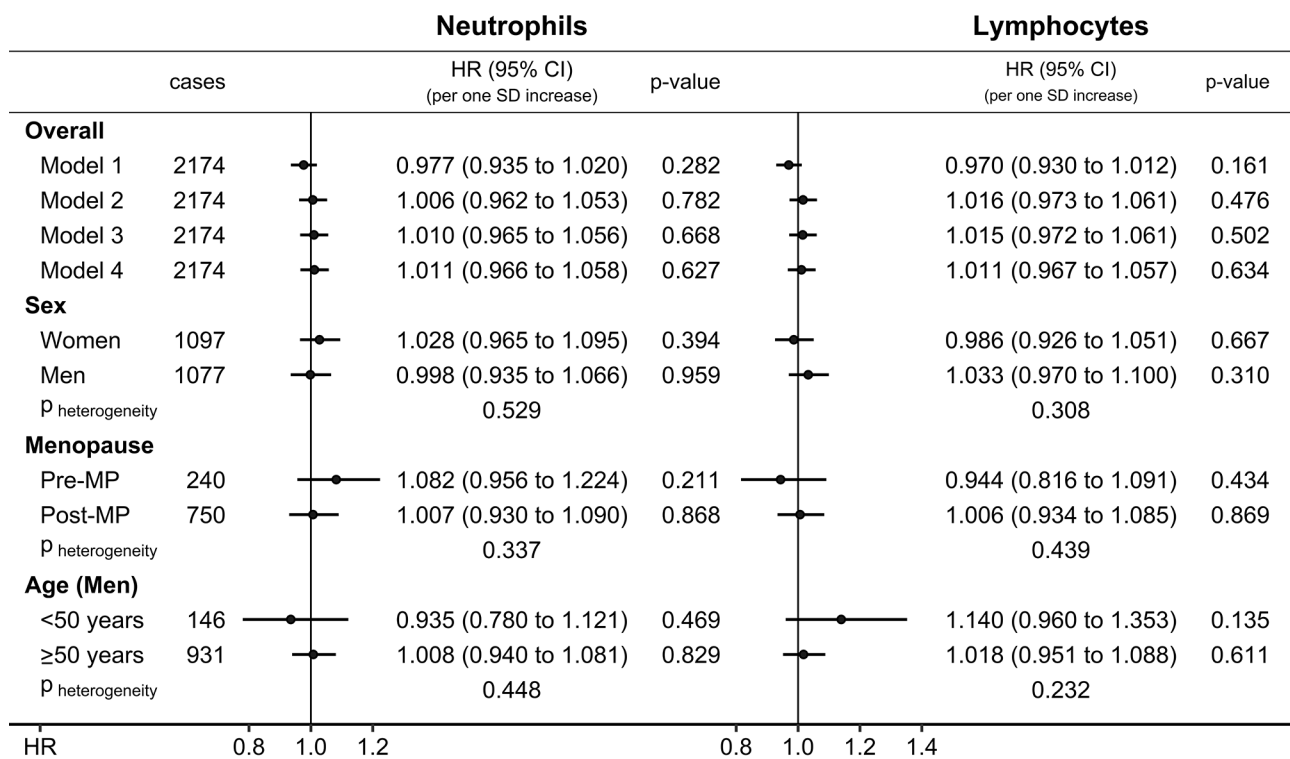 Neutrophils Lymphocytes
cases HR (95% CI) (per one SD increase) p-value HR (95% CI) (per one SD increase) p-value
Overall
Model 1 2174 0.977 (0.935 to 1.020) 0.282 0.970 (0.930 to 1.012) 0.161
Model 2 2174 1.006 (0.962 to 1.053) 0.782 1.016 (0.973 to 1.061) 0.476
Model 3 2174 1.010 (0.965 to 1.056) 0.668 1.015 (0.972 to 1.061) 0.502
Model 4 2174 1.011 (0.966 to 1.058) 0.627 1.011 (0.967 to 1.057) 0.634
Sex
Women 1097 1.028 (0.965 to 1.095) 0.394 0.986 (0.926 to 1.051) 0.667
Men 1077 0.998 (0.935 to 1.066) 0.959 1.033 (0.970 to 1.100) 0.310
p heterogeneity 0.529 0.308
Menopause
Pre-MP 240 1.082 (0.956 to 1.224) 0.211 0.944 (0.816 to 1.091) 0.434
Post-MP 750 1.007 (0.930 to 1.090) 0.868 1.006 (0.934 to 1.085) 0.869
p heterogeneity 0.337 0.439
Age (Men)
<50 years 146 0.935 (0.780 to 1.121) 0.469 1.140 (0.960 to 1.353) 0.135
≥50 years 931 1.008 (0.940 to 1.081) 0.829 1.018 (0.951 to 1.088) 0.611
p heterogeneity 0.448 0.232
HR 0.8 1.0 1.2 0.8 1.0 1.2 1.4